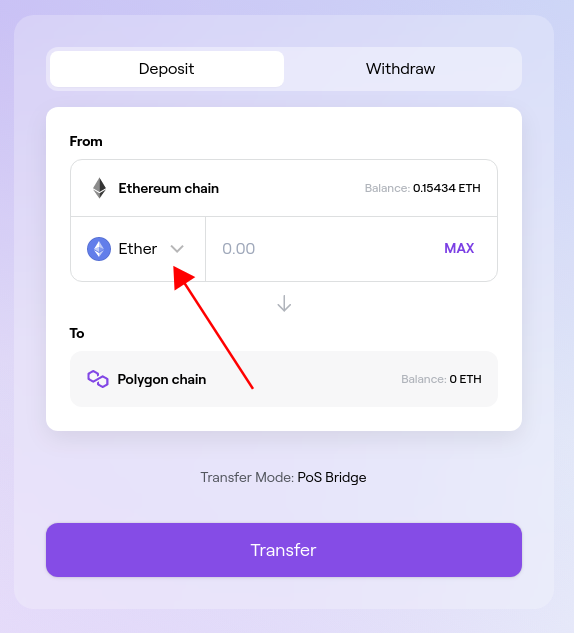 Deposit Withdraw
From
Ethereum chain Balance: 0.15434 ETH
Ether 0.00 MAX
To
Polygon chain Balance: 0 ETH
Transfer Mode: PoS Bridge
Transfer